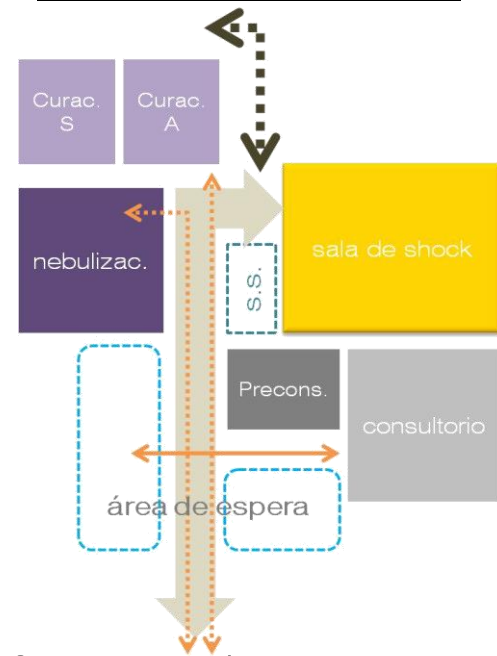 Curac.
S
Curac.
A
nebulizac.
sala de shock
s.s.
Precons.
consultorio
área de espera